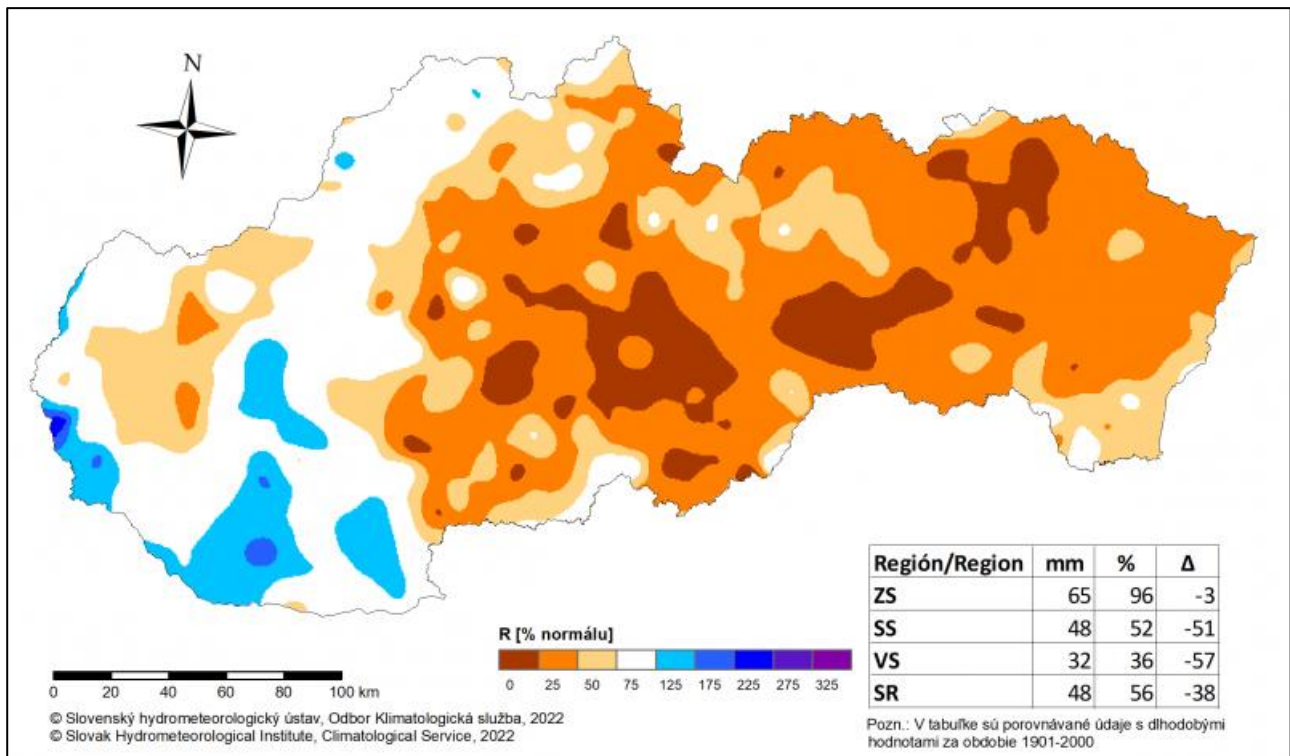 N
Región/Region mm % Δ
ZS 65 96 -3
SS 48 52 -51
VS 32 36 -57
SR 48 56 -38
R [% normálu]
0 25 50 75 125 175 225 275 325
0 20 40 60 80 100 km
© Slovenský hydrometeorologický ústav, Odbor Klimatologická služba, 2022
© Slovak Hydrometeorological Institute, Climatological Service, 2022
Pozn.: V tabuľke sú porovnávané údaje s dlhodobými
hodnotami za obdobie 1901-2000